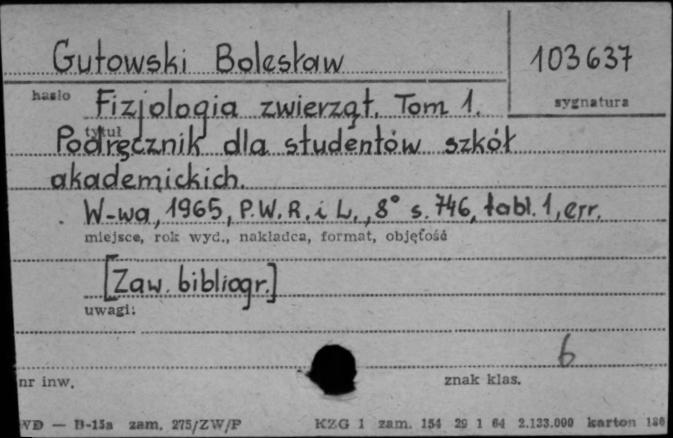 Gutowski Bolesław 103637
hasło sygnatura
Fizjologia zwierząt. Tom 1.
tytuł
Podręcznik dla studentów szkół
akademickich.
W-wa, 1965, P.W.R. i L., 8° s. 746, tabl. 1, err.
miejsce, rok wyd., nakładca, format, objętość
[Zaw. bibliogr.]
uwagi:
6
nr inw. znak klas.
WD — D-15a zam. 275/ZW/P KZG 1 zam. 154 29 1 64 2.133.000 karton